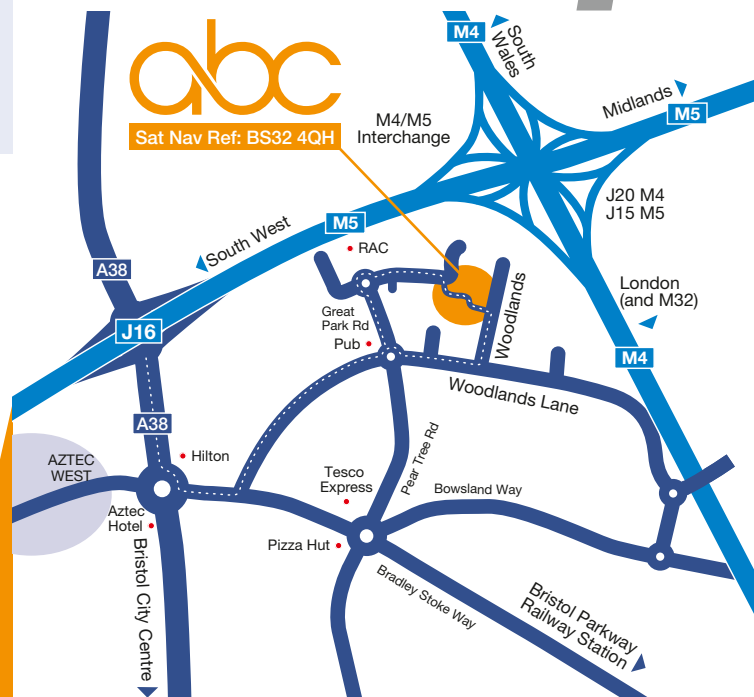 M4
South
Wales
abc
Midlands
M5
Sat Nav Ref: BS32 4QH
M4/M5
Interchange
J20 M4
J15 M5
M5
South West
RAC
A38
London
(and M32)
Woodlands
Great
Park Rd
J16
Pub
M4
Woodlands Lane
A38
Pear Tree Rd
Hilton
AZTEC
WEST
Tesco
Express
Bowsland Way
Aztec
Hotel
Pizza Hut
Bristol City Centre
Bradley Stoke Way
Bristol Parkway
Railway Station